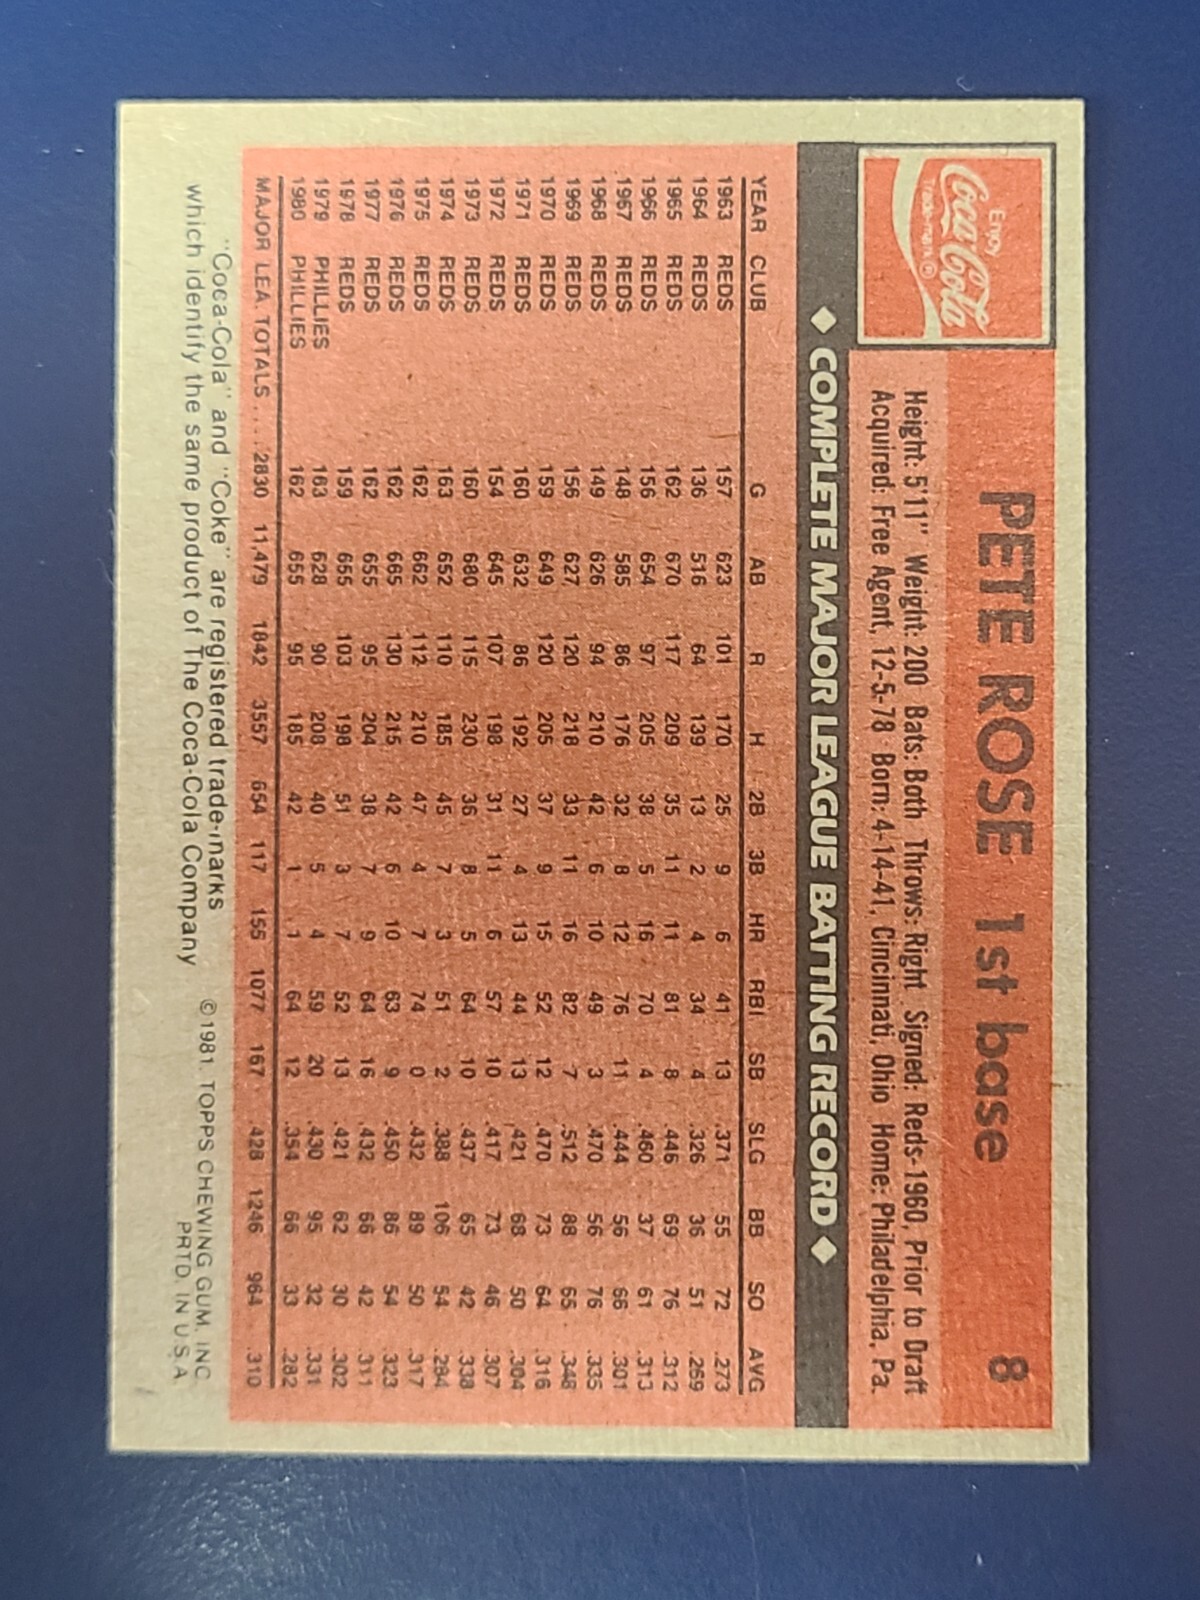 Enjoy
Coca-Cola
Trade-mark ®
PETE ROSE 1st base 8
Height: 5'11" Weight: 200 Bats: Both Throws: Right Signed: Reds-1960, Prior to Draft
Acquired: Free Agent, 12-5-78 Born: 4-14-41, Cincinnati, Ohio Home: Philadelphia, Pa.
◆ COMPLETE MAJOR LEAGUE BATTING RECORD ◆
YEAR CLUB G AB R H 2B 3B HR RBI SB SLG BB SO AVG
1963 REDS 157 623 101 170 25 9 6 41 13 .371 55 72 .273
1964 REDS 136 516 64 139 13 2 4 34 4 .326 36 51 .269
1965 REDS 162 670 117 209 35 11 11 81 8 .446 69 76 .312
1966 REDS 156 654 97 205 38 5 16 70 4 .460 37 61 .313
1967 REDS 148 585 86 176 32 8 12 76 11 .444 56 66 .301
1968 REDS 149 626 94 210 42 6 10 49 3 .470 56 76 .335
1969 REDS 156 627 120 218 33 11 16 82 7 .512 88 65 .348
1970 REDS 159 649 120 205 37 9 15 52 12 .470 73 64 .316
1971 REDS 160 632 86 192 27 4 13 44 13 .421 68 50 .304
1972 REDS 154 645 107 198 31 11 6 57 10 .417 73 46 .307
1973 REDS 160 680 115 230 36 8 5 64 10 .437 65 42 .338
1974 REDS 163 652 110 185 45 7 3 51 2 .388 106 54 .284
1975 REDS 162 662 112 210 47 4 7 74 0 .432 89 50 .317
1976 REDS 162 665 130 215 42 6 10 63 9 .450 86 54 .323
1977 REDS 162 655 95 204 38 7 9 64 16 .432 66 42 .311
1978 REDS 159 665 103 198 51 3 7 52 13 .421 62 30 .302
1979 PHILLIES 163 628 90 208 40 5 4 59 20 .430 95 32 .331
1980 PHILLIES 162 655 95 185 42 1 1 64 12 .354 66 33 .282
MAJOR LEA. TOTALS....2830 11,479 1842 3557 654 117 155 1077 167 .428 1246 964 .310
"Coca-Cola" and "Coke" are registered trade-marks
which identify the same product of The Coca-Cola Company
©1981. TOPPS CHEWING GUM, INC.
PRTD. IN U.S.A.